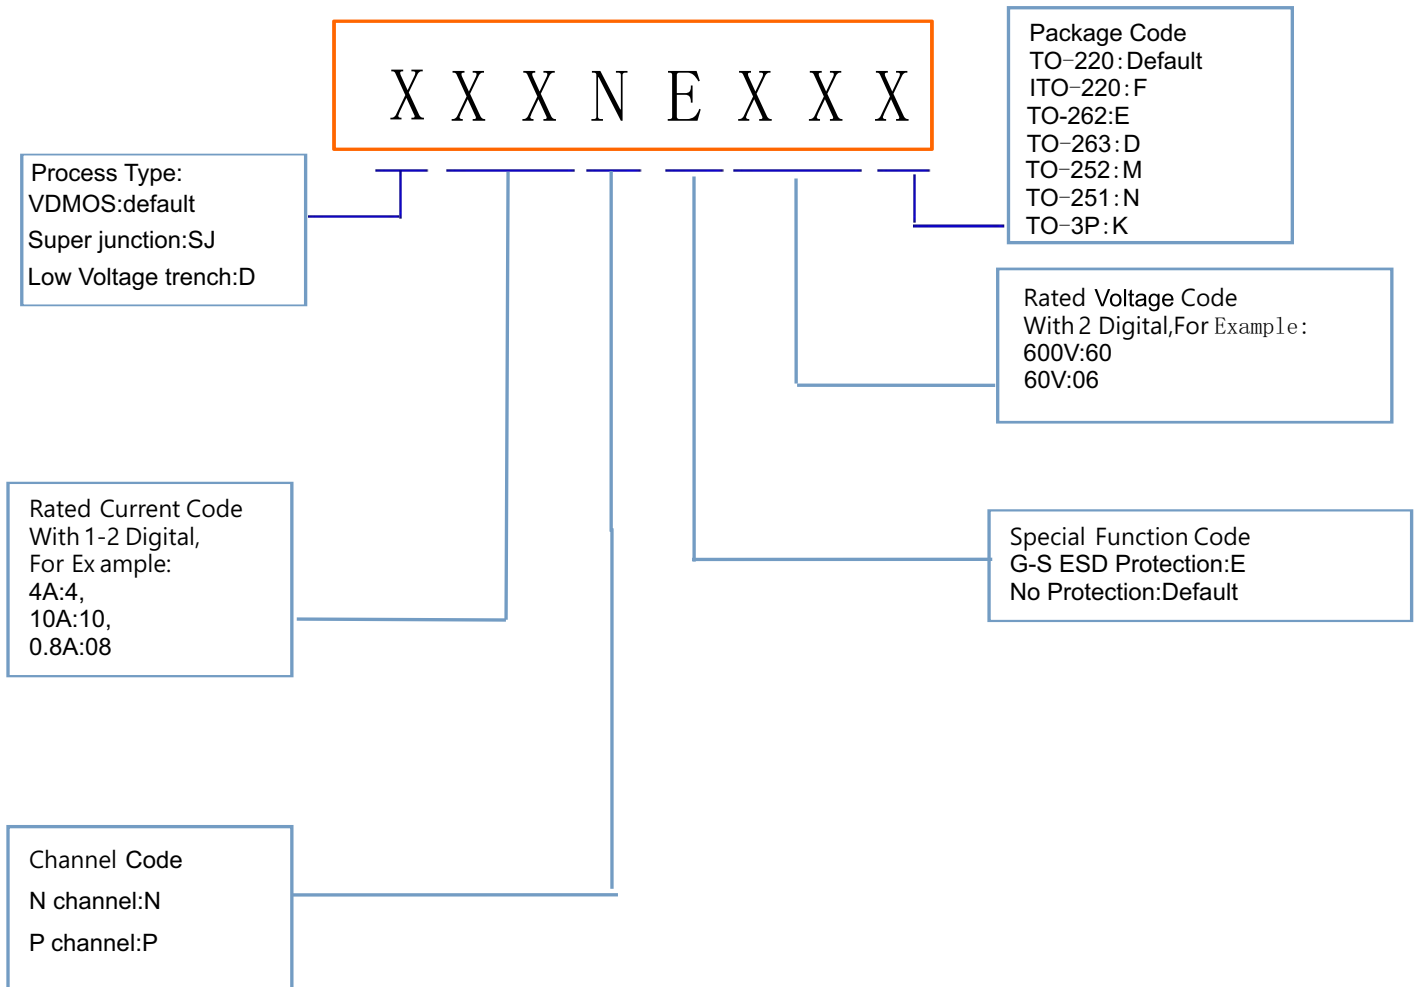 X X X N E X X X
Package Code
TO-220:Default
ITO-220:F
TO-262:E
TO-263:D
TO-252:M
TO-251:N
TO-3P:K
Process Type:
VDMOS:default
Super junction:SJ
Low Voltage trench:D
Rated Voltage Code
With 2 Digital,For Example:
600V:60
60V:06
Rated Current Code
With 1-2 Digital,
For Ex ample:
4A:4,
10A:10,
0.8A:08
Special Function Code
G-S ESD Protection:E
No Protection:Default
Channel Code
N channel:N
P channel:P